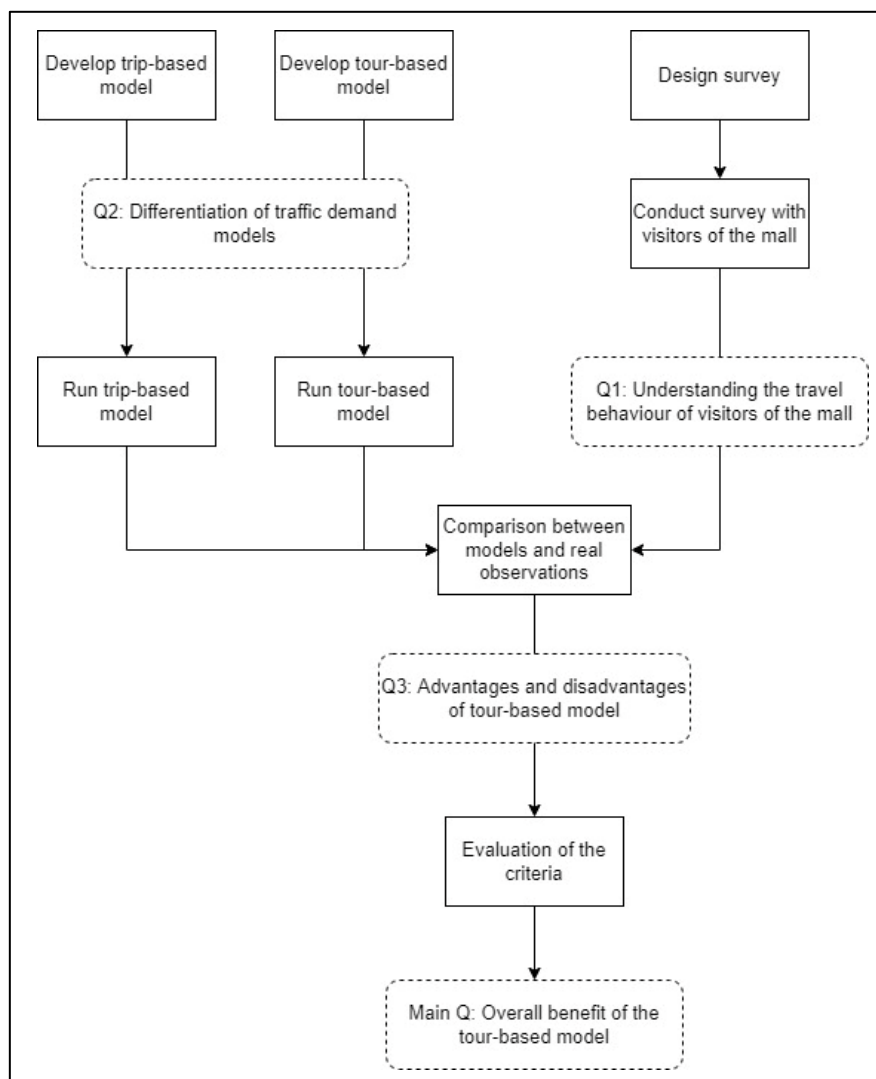 Develop trip-based
model
Develop tour-based
model
Design survey
Q2: Differentiation of traffic demand
models
Conduct survey with
visitors of the mall
Run trip-based
model
Run tour-based
model
Q1: Understanding the travel
behaviour of visitors of the mall
Comparison between
models and real
observations
Q3: Advantages and disadvantages
of tour-based model
Evaluation of the
criteria
Main Q: Overall benefit of the
tour-based model